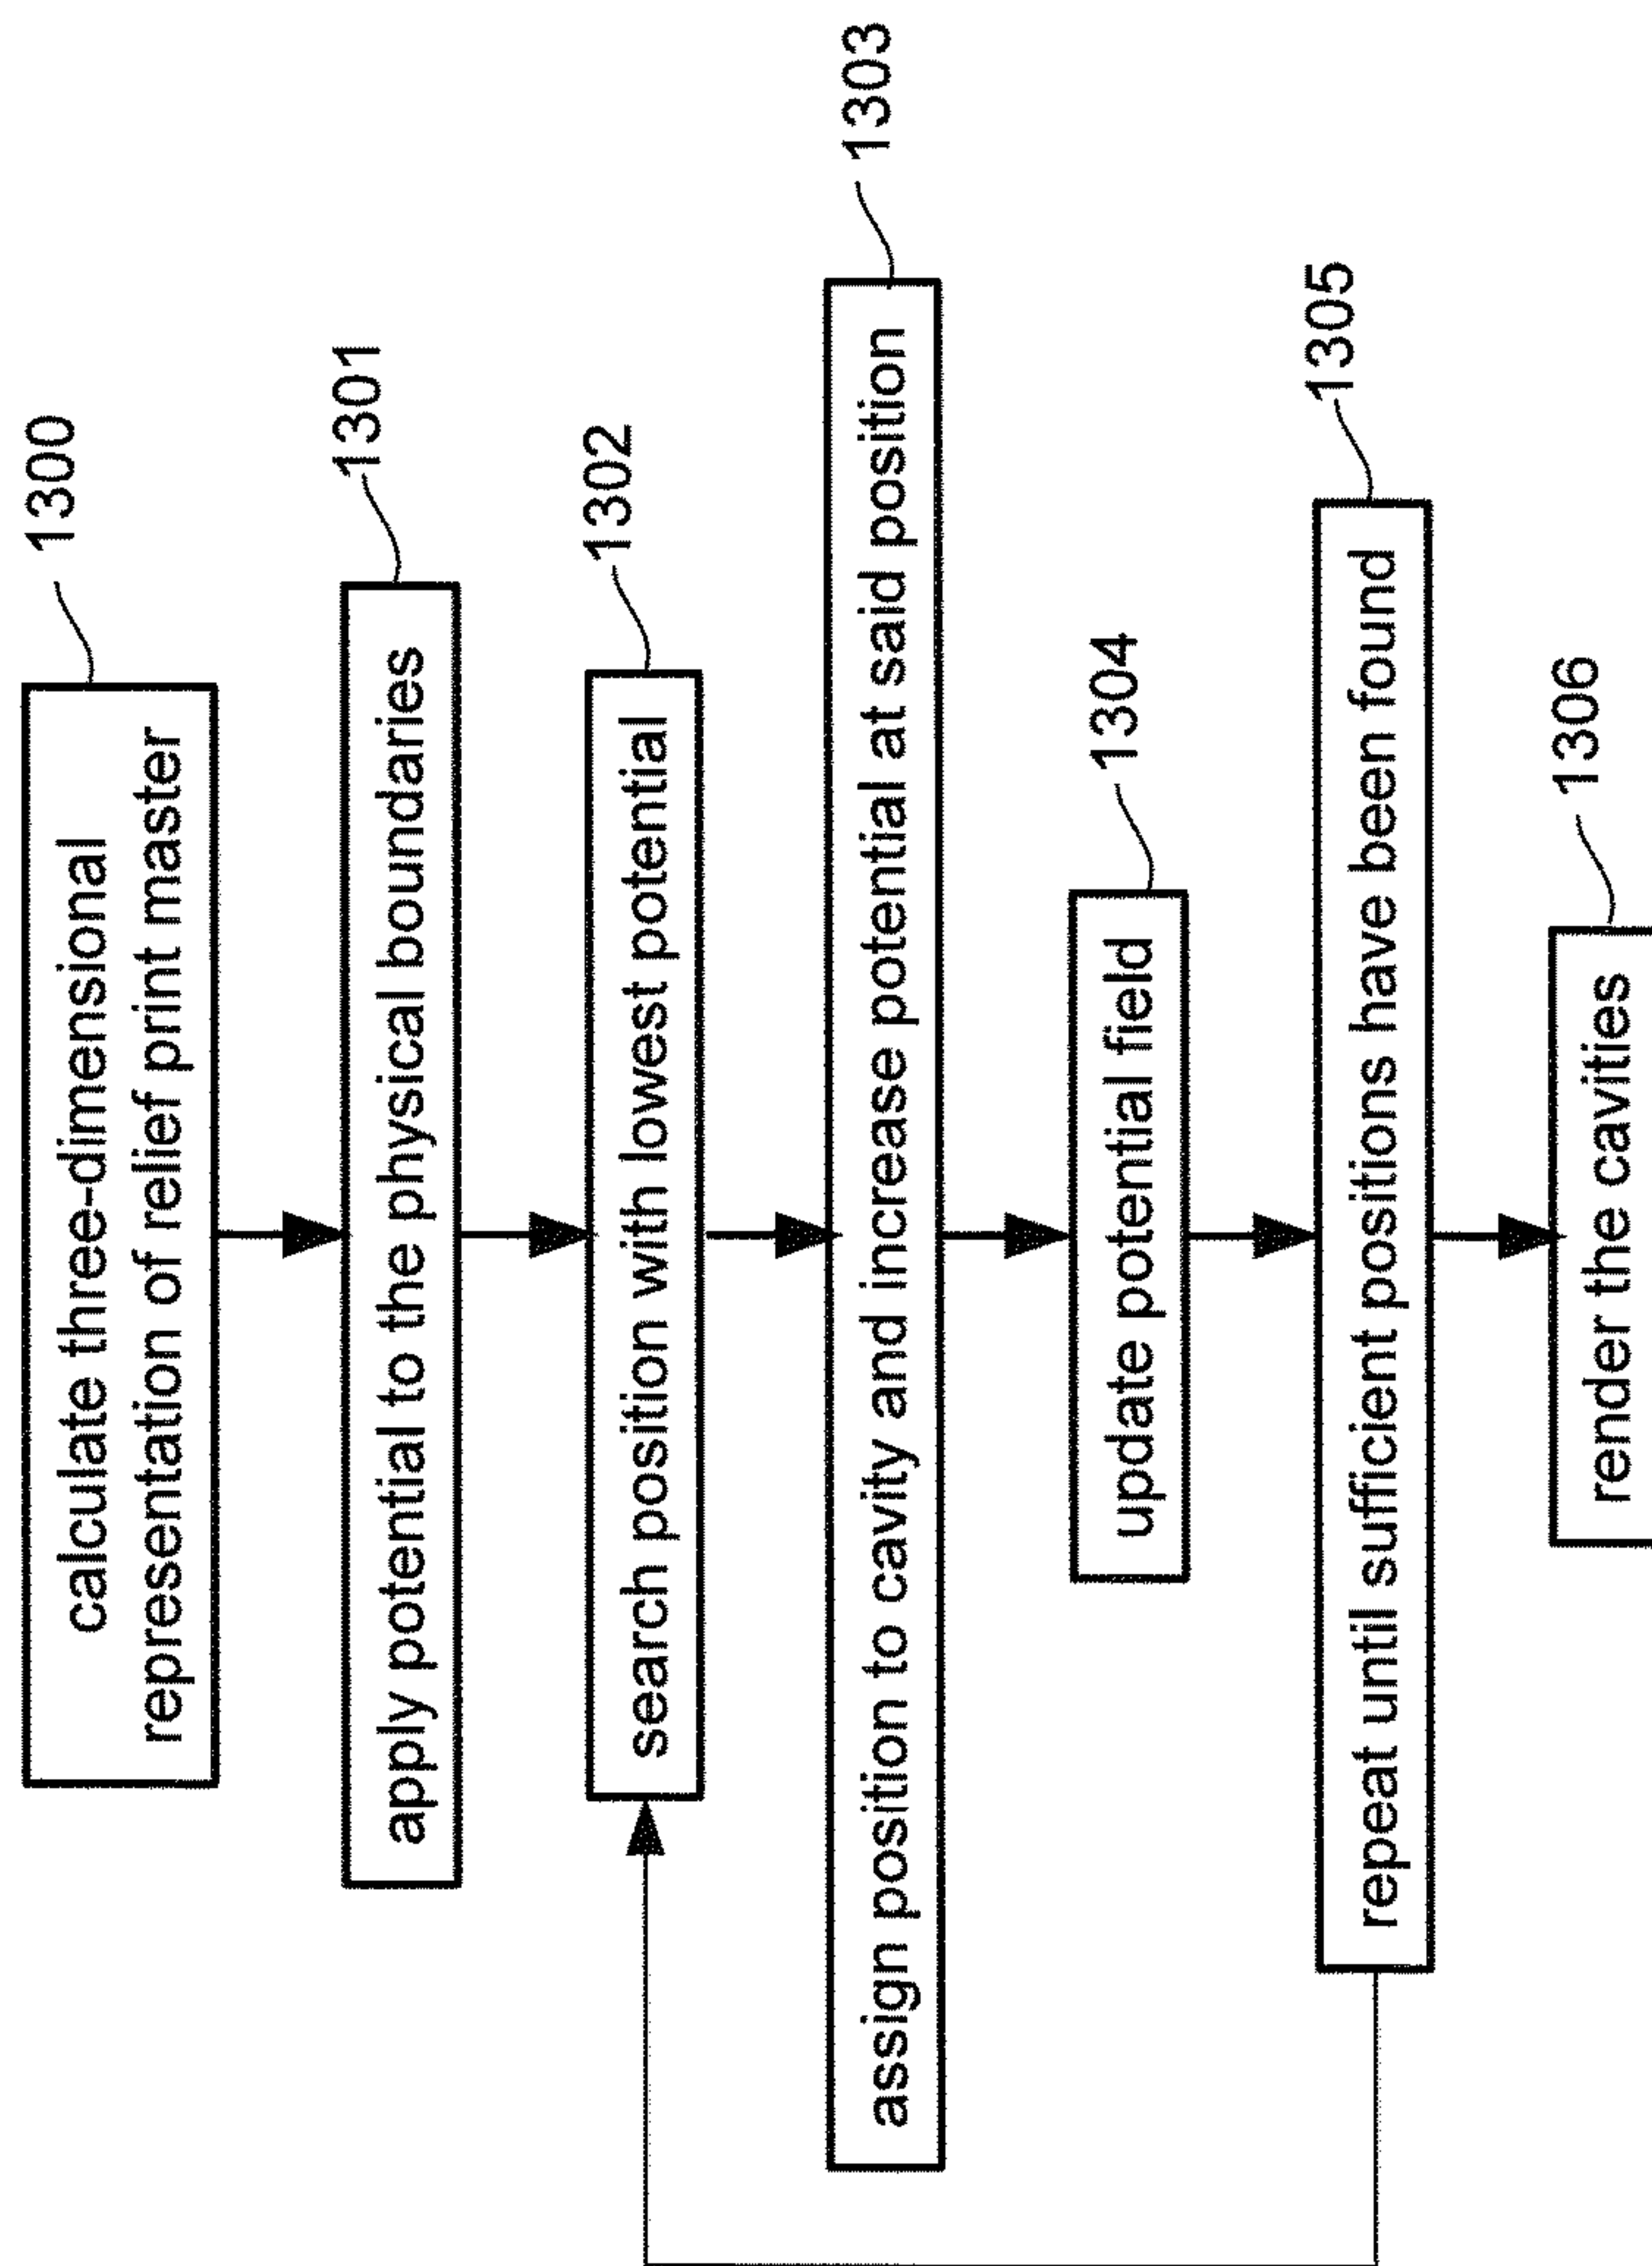 calculate three-dimensional
representation of relief print master
1300
apply potential to the physical boundaries
1301
search position with lowest potential
1302
assign position to cavity and increase potential at said position
1303
update potential field
1304
repeat until sufficient positions have been found
1305
render the cavities
1306